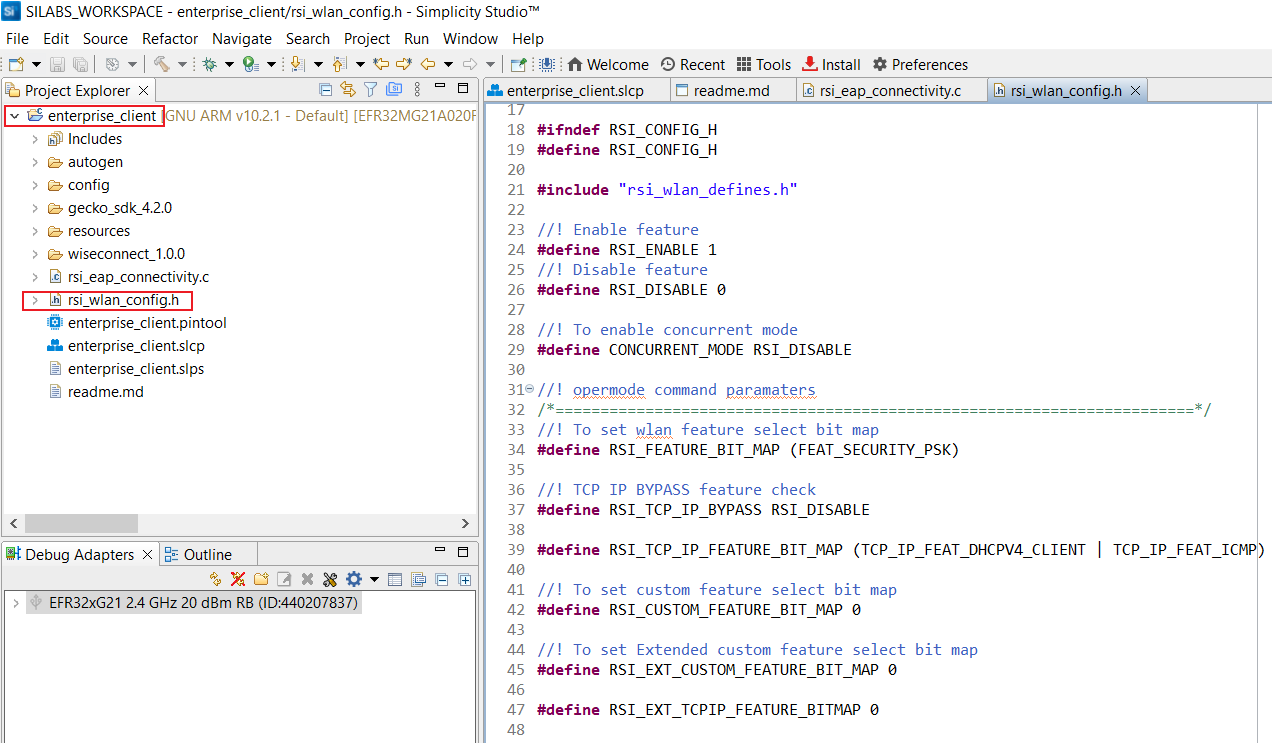 SILABS_WORKSPACE - enterprise_client/rsi_wlan_config.h - Simplicity Studio™
File Edit Source Refactor Navigate Search Project Run Window Help
Welcome Recent Tools Install Preferences
Project Explorer
enterprise_client [GNU ARM v10.2.1 - Default] [EFR32MG21A020F
Includes
autogen
config
gecko_sdk_4.2.0
resources
wiseconnect_1.0.0
rsi_eap_connectivity.c
rsi_wlan_config.h
enterprise_client.pintool
enterprise_client.slcp
enterprise_client.slps
readme.md
Debug Adapters Outline
EFR32xG21 2.4 GHz 20 dBm RB (ID:440207837)
enterprise_client.slcp readme.md rsi_eap_connectivity.c rsi_wlan_config.h
17
18 #ifndef RSI_CONFIG_H
19 #define RSI_CONFIG_H
20
21 #include "rsi_wlan_defines.h"
22
23 //! Enable feature
24 #define RSI_ENABLE 1
25 //! Disable feature
26 #define RSI_DISABLE 0
27
28 //! To enable concurrent mode
29 #define CONCURRENT_MODE RSI_DISABLE
30
31 //! opermode command paramaters
32 /*=======================================================================*/
33 //! To set wlan feature select bit map
34 #define RSI_FEATURE_BIT_MAP (FEAT_SECURITY_PSK)
35
36 //! TCP IP BYPASS feature check
37 #define RSI_TCP_IP_BYPASS RSI_DISABLE
38
39 #define RSI_TCP_IP_FEATURE_BIT_MAP (TCP_IP_FEAT_DHCPV4_CLIENT | TCP_IP_FEAT_ICMP)
40
41 //! To set custom feature select bit map
42 #define RSI_CUSTOM_FEATURE_BIT_MAP 0
43
44 //! To set Extended custom feature select bit map
45 #define RSI_EXT_CUSTOM_FEATURE_BIT_MAP 0
46
47 #define RSI_EXT_TCPIP_FEATURE_BITMAP 0
48